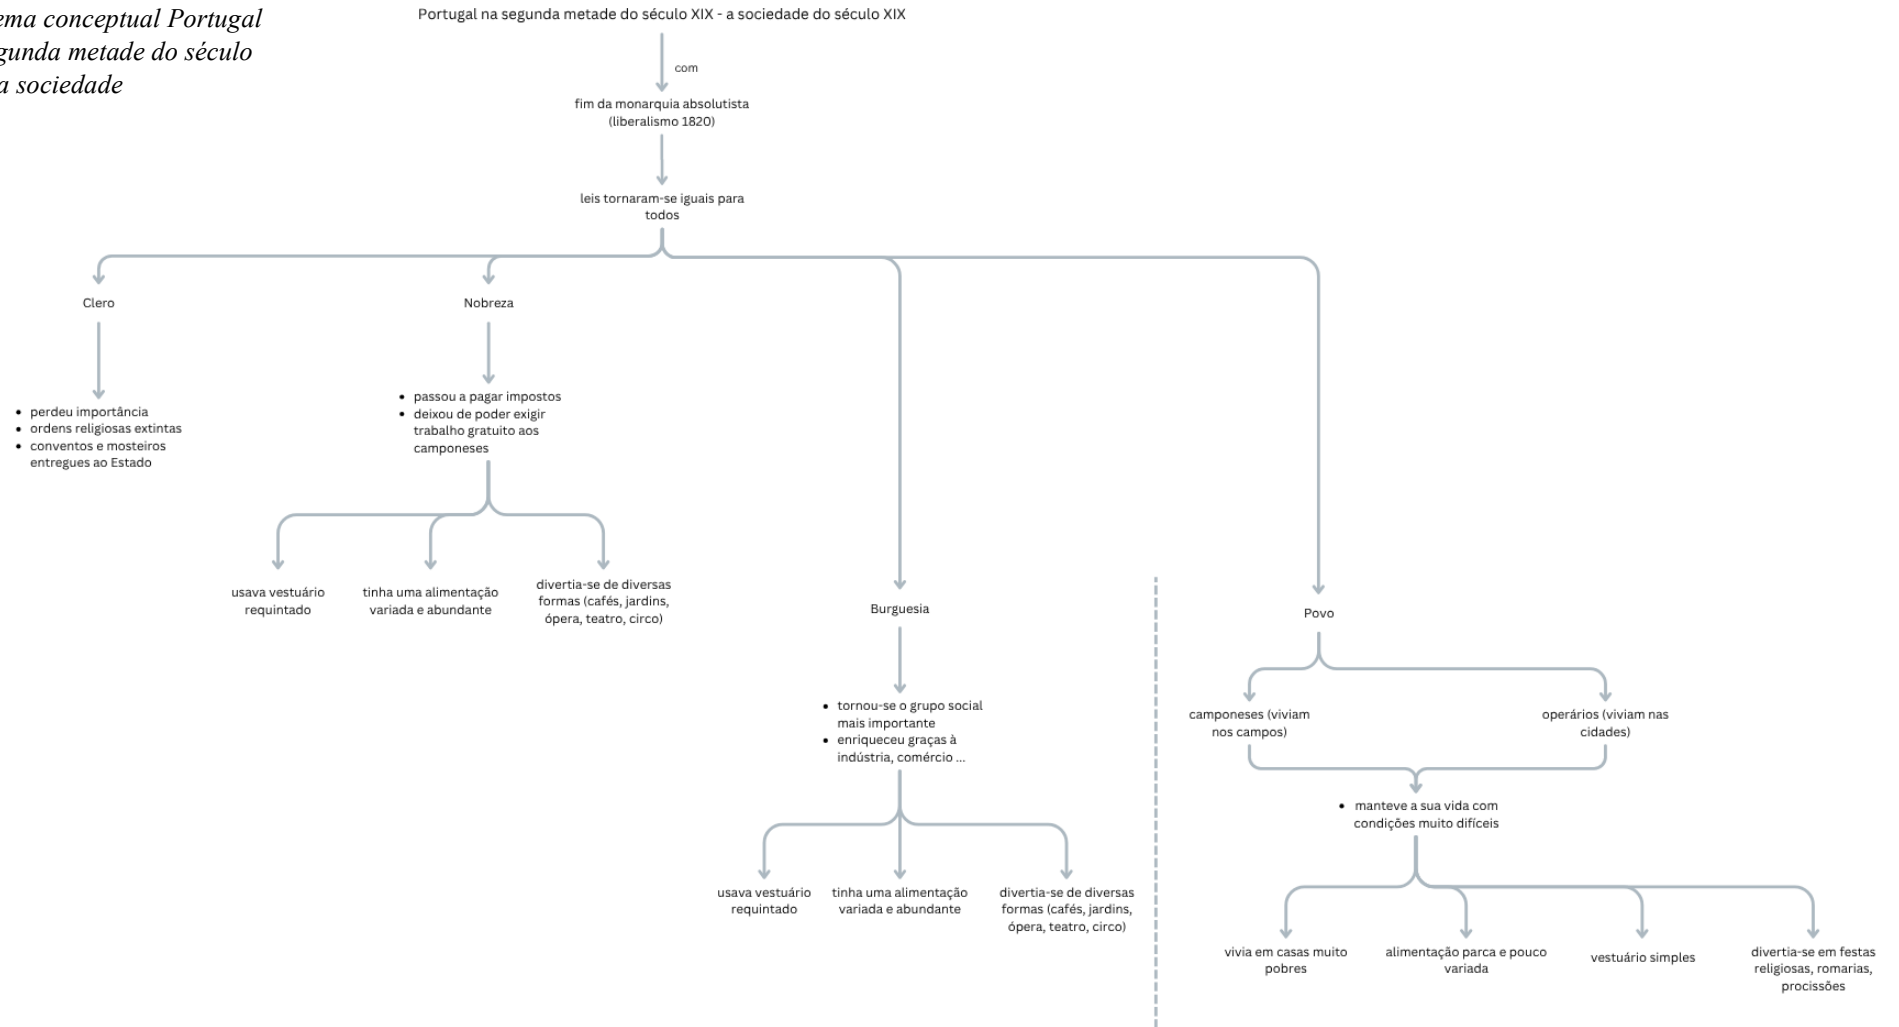 ema conceptual Portugal
gunda metade do século
a sociedade
Portugal na segunda metade do século XIX - a sociedade do século XIX
com
fim da monarquia absolutista
(liberalismo 1820)
leis tornaram-se iguais para
todos
Clero
• perdeu importância
• ordens religiosas extintas
• conventos e mosteiros
entregues ao Estado
Nobreza
• passou a pagar impostos
• deixou de poder exigir
trabalho gratuito aos
camponeses
usava vestuário
requintado
tinha uma alimentação
variada e abundante
divertia-se de diversas
formas (cafés, jardins,
ópera, teatro, circo)
Burguesia
• tornou-se o grupo social
mais importante
• enriqueceu graças à
indústria, comércio ...
usava vestuário
requintado
tinha uma alimentação
variada e abundante
divertia-se de diversas
formas (cafés, jardins,
ópera, teatro, circo)
Povo
camponeses (viviam
nos campos)
operários (viviam nas
cidades)
• manteve a sua vida com
condições muito difíceis
vivia em casas muito
pobres
alimentação parca e pouco
variada
vestuário simples
divertia-se em festas
religiosas, romarias,
procissões